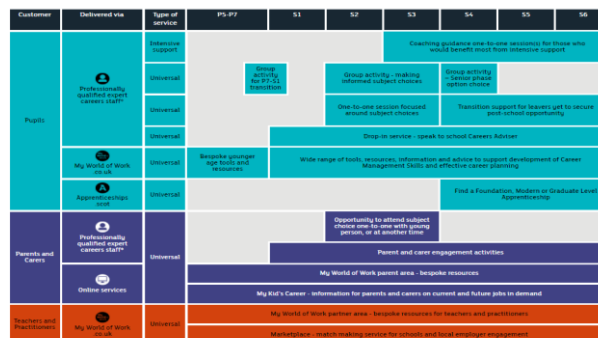 Customer
Delivered via
Type of
service
P5-P7
S1
S2
S3
S4
S5
S6
Pupils
Professionally
qualified expert
careers staff*
Intensive
support
Coaching guidance one-to-one session(s) for those who
would benefit most from intensive support
Universal
Group
activity
for P7-S1
transition
Group activity - making
informed subject choices
Group activity
- Senior phase
option choice
Universal
One-to-one session focused
around subject choices
Transition support for leavers yet to secure
post-school opportunity
Universal
Drop-in service - speak to school Careers Adviser
My World of Work
.co.uk
Universal
Bespoke younger
age tools and
resources
Wide range of tools, resources, information and advice to support development of Career
Management Skills and effective career planning
A
Apprenticeships
.scot
Universal
Find a Foundation, Modern or Graduate Level
Apprenticeship
Parents and
Carers
Professionally
qualified expert
careers staff*
Universal
Opportunity to attend subject
choice one-to-one with young
person, or at another time
Parent and carer engagement activities
Online services
My World of Work parent area - bespoke resources
My Kid's Career - information for parents and carers on current and future jobs in demand
Teachers and
Practitioners
My World of Work
.co.uk
Universal
My World of Work partner area - bespoke resources for teachers and practitioners
Marketplace - match making service for schools and local employer engagement